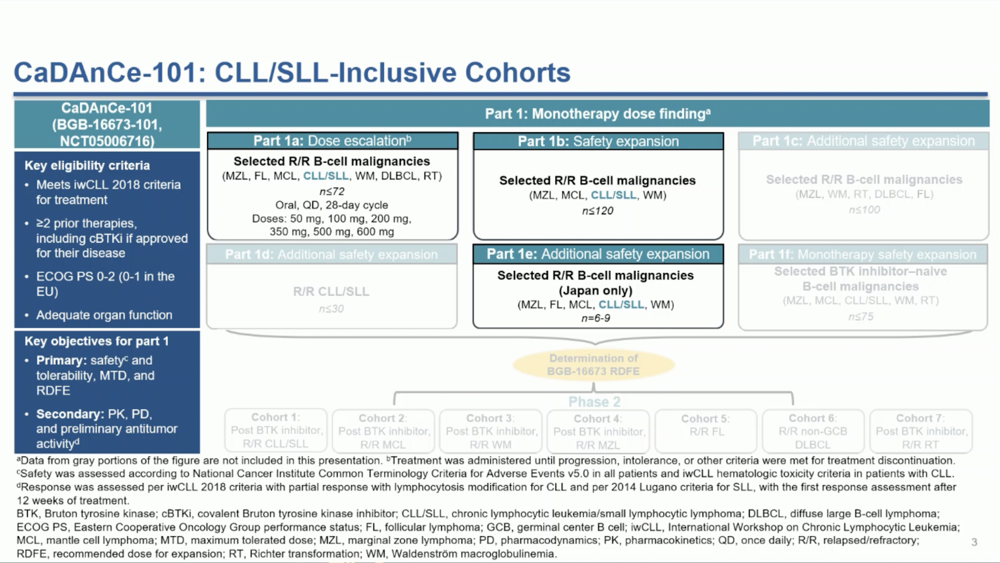 CaDAnCe-101: CLL/SLL-Inclusive Cohorts
CaDAnCe-101
(BGB-16673-101,
NCT05006716)
Key eligibility criteria
• Meets iwCLL 2018 criteria
for treatment
• ≥2 prior therapies,
including cBTKi if approved
for their disease
• ECOG PS 0-2 (0-1 in the
EU)
• Adequate organ function
Key objectives for part 1
• Primary: safetyᶜ and
tolerability, MTD, and
RDFE
• Secondary: PK, PD,
and preliminary antitumor
activityᵈ
Part 1: Monotherapy dose findingᵃ
Part 1a: Dose escalationᵇ
Selected R/R B-cell malignancies
(MZL, FL, MCL, CLL/SLL, WM, DLBCL, RT)
n≤72
Oral, QD, 28-day cycle
Doses: 50 mg, 100 mg, 200 mg,
350 mg, 500 mg, 600 mg
Part 1b: Safety expansion
Selected R/R B-cell malignancies
(MZL, MCL, CLL/SLL, WM)
n≤120
Part 1c: Additional safety expansion
Selected R/R B-cell malignancies
(MZL, WM, RT, DLBCL, FL)
n≤100
Part 1d: Additional safety expansion
R/R CLL/SLL
n≤30
Part 1e: Additional safety expansion
Selected R/R B-cell malignancies
(Japan only)
(MZL, FL, MCL, CLL/SLL, WM)
n=6-9
Part 1f: Monotherapy safety expansion
Selected BTK inhibitor–naive
B-cell malignancies
(MZL, MCL, CLL/SLL, WM, RT)
n≤75
Determination of
BGB-16673 RDFE
Phase 2
Cohort 1:
Post BTK inhibitor,
R/R CLL/SLL
Cohort 2:
Post BTK inhibitor,
R/R MCL
Cohort 3:
Post BTK inhibitor,
R/R WM
Cohort 4:
Post BTK inhibitor,
R/R MZL
Cohort 5:
R/R FL
Cohort 6:
R/R non-GCB
DLBCL
Cohort 7:
Post BTK inhibitor,
R/R RT
ᵃData from gray portions of the figure are not included in this presentation. ᵇTreatment was administered until progression, intolerance, or other criteria were met for treatment discontinuation.
ᶜSafety was assessed according to National Cancer Institute Common Terminology Criteria for Adverse Events v5.0 in all patients and iwCLL hematologic toxicity criteria in patients with CLL.
ᵈResponse was assessed per iwCLL 2018 criteria with partial response with lymphocytosis modification for CLL and per 2014 Lugano criteria for SLL, with the first response assessment after
12 weeks of treatment.
BTK, Bruton tyrosine kinase; cBTKi, covalent Bruton tyrosine kinase inhibitor; CLL/SLL, chronic lymphocytic leukemia/small lymphocytic lymphoma; DLBCL, diffuse large B-cell lymphoma;
ECOG PS, Eastern Cooperative Oncology Group performance status; FL, follicular lymphoma; GCB, germinal center B cell; iwCLL, International Workshop on Chronic Lymphocytic Leukemia;
MCL, mantle cell lymphoma; MTD, maximum tolerated dose; MZL, marginal zone lymphoma; PD, pharmacodynamics; PK, pharmacokinetics; QD, once daily; R/R, relapsed/refractory;
RDFE, recommended dose for expansion; RT, Richter transformation; WM, Waldenström macroglobulinemia.
3